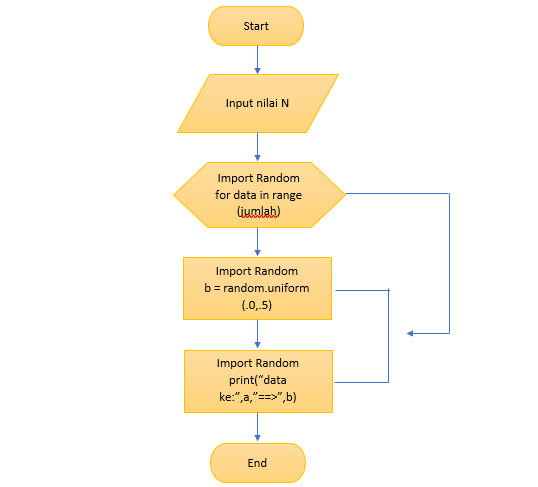 Start
Input nilai N
Import Random
for data in range
(jumlah)
Import Random
b = random.uniform
(.0,.5)
Import Random
print(“data
ke:”,a,”==>”,b)
End